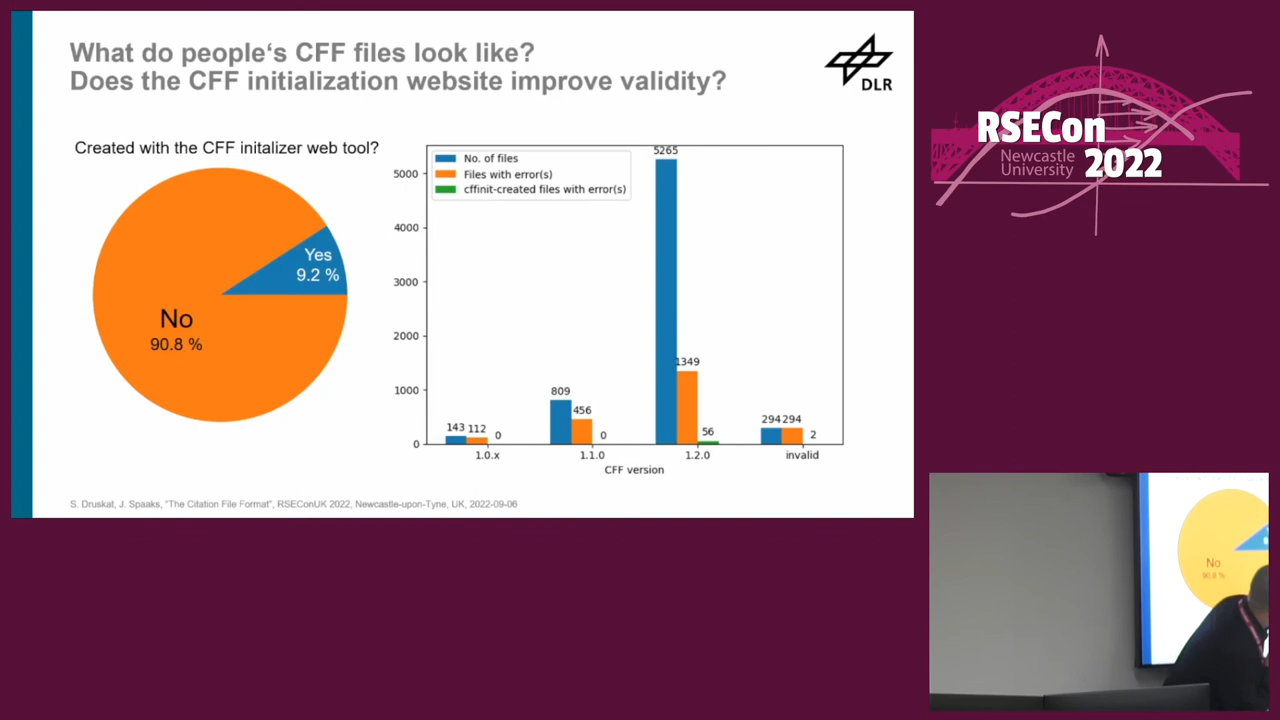 What do people‘s CFF files look like?
Does the CFF initialization website improve validity?
DLR
Created with the CFF initalizer web tool?
Yes
9.2 %
No
90.8 %
No. of files
Files with error(s)
cffinit-created files with error(s)
5000
4000
3000
2000
1000
0
143 112 0
809 456 0
5265 1349 56
294 294 2
1.0.x 1.1.0 1.2.0 invalid
CFF version
S. Druskat, J. Spaaks, "The Citation File Format", RSEConUK 2022, Newcastle-upon-Tyne, UK, 2022-09-06
RSECon
Newcastle
University 2022
No
90.8 %